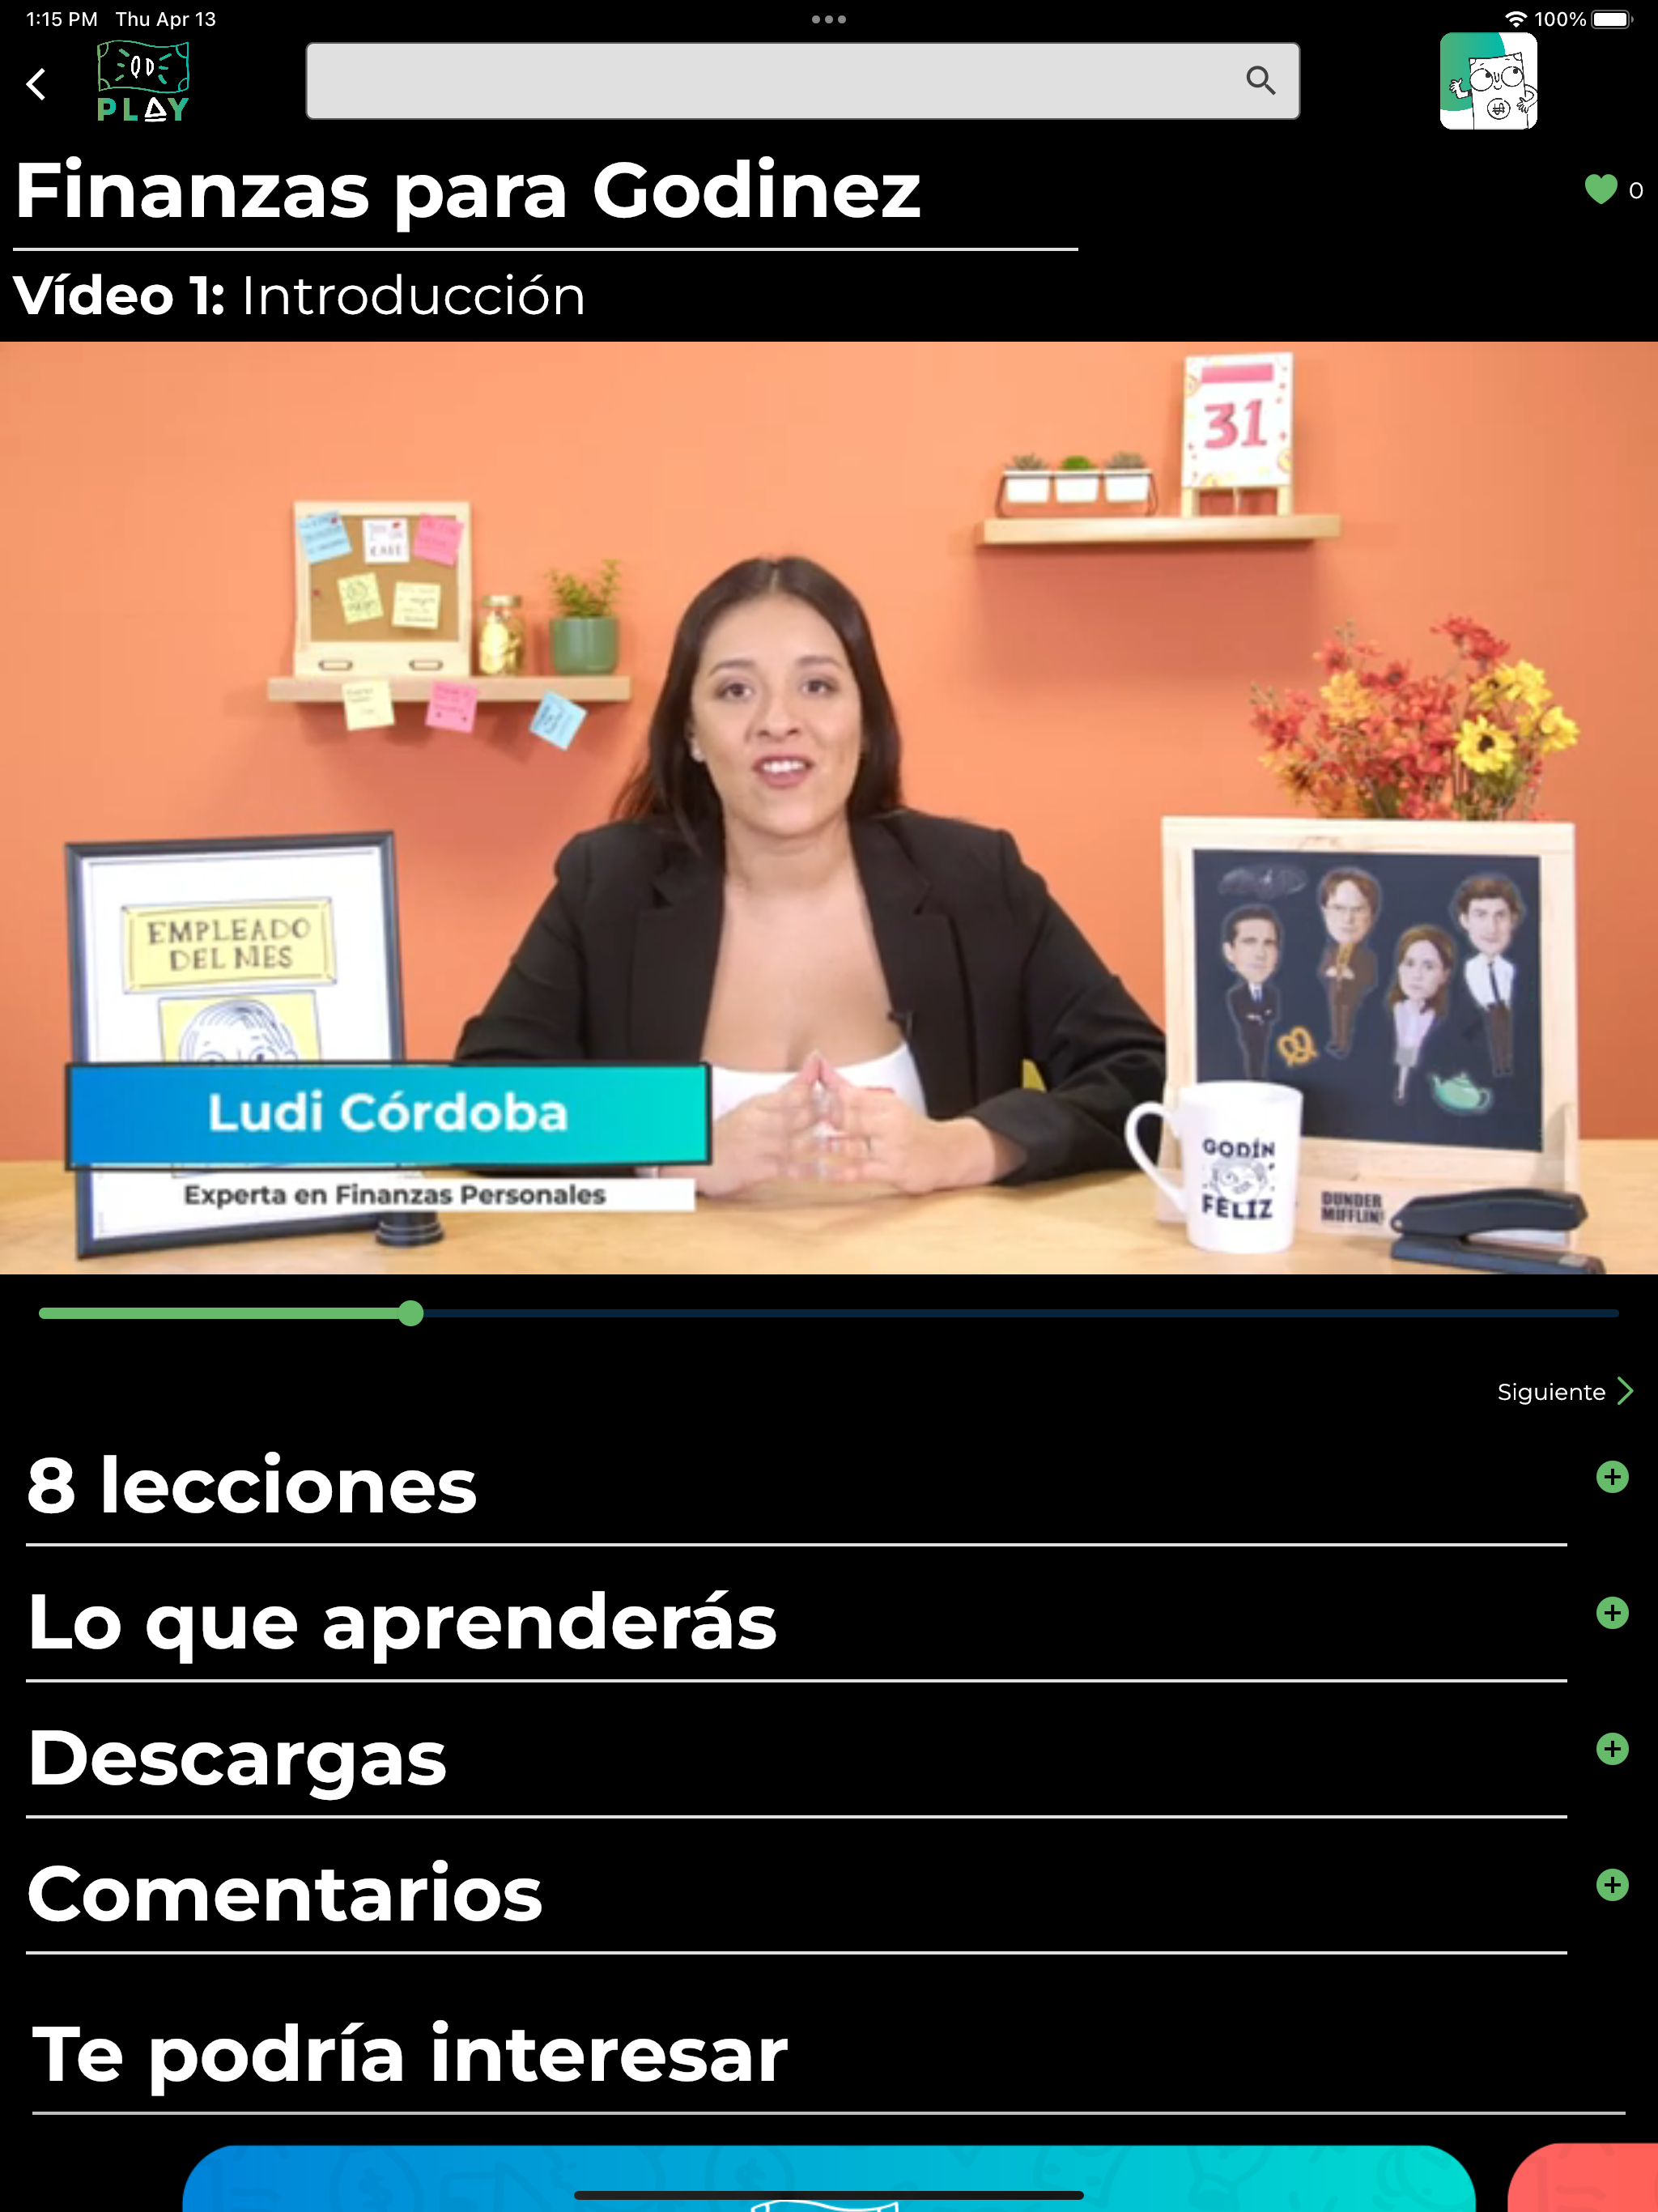 1:15 PM Thu Apr 13
100%
QD
PLAY
Finanzas para Godinez
0
Vídeo 1: Introducción
31
CAFÉ
EMPLEADO
DEL MES
Ludi Córdoba
Experta en Finanzas Personales
GODÍN
FELIZ
DUNDER
MIFFLIN
Siguiente
8 lecciones
Lo que aprenderás
Descargas
Comentarios
Te podría interesar